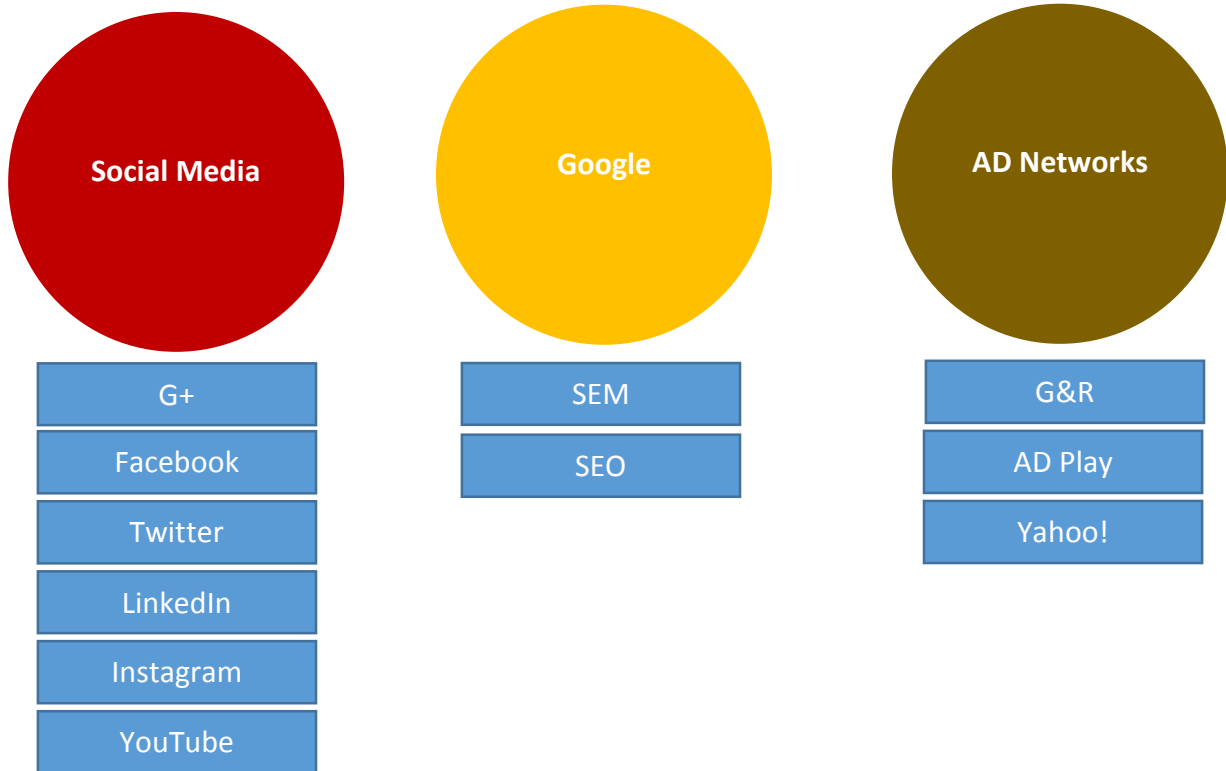 Social Media
G+
Facebook
Twitter
LinkedIn
Instagram
YouTube
Google
SEM
SEO
AD Networks
G&R
AD Play
Yahoo!